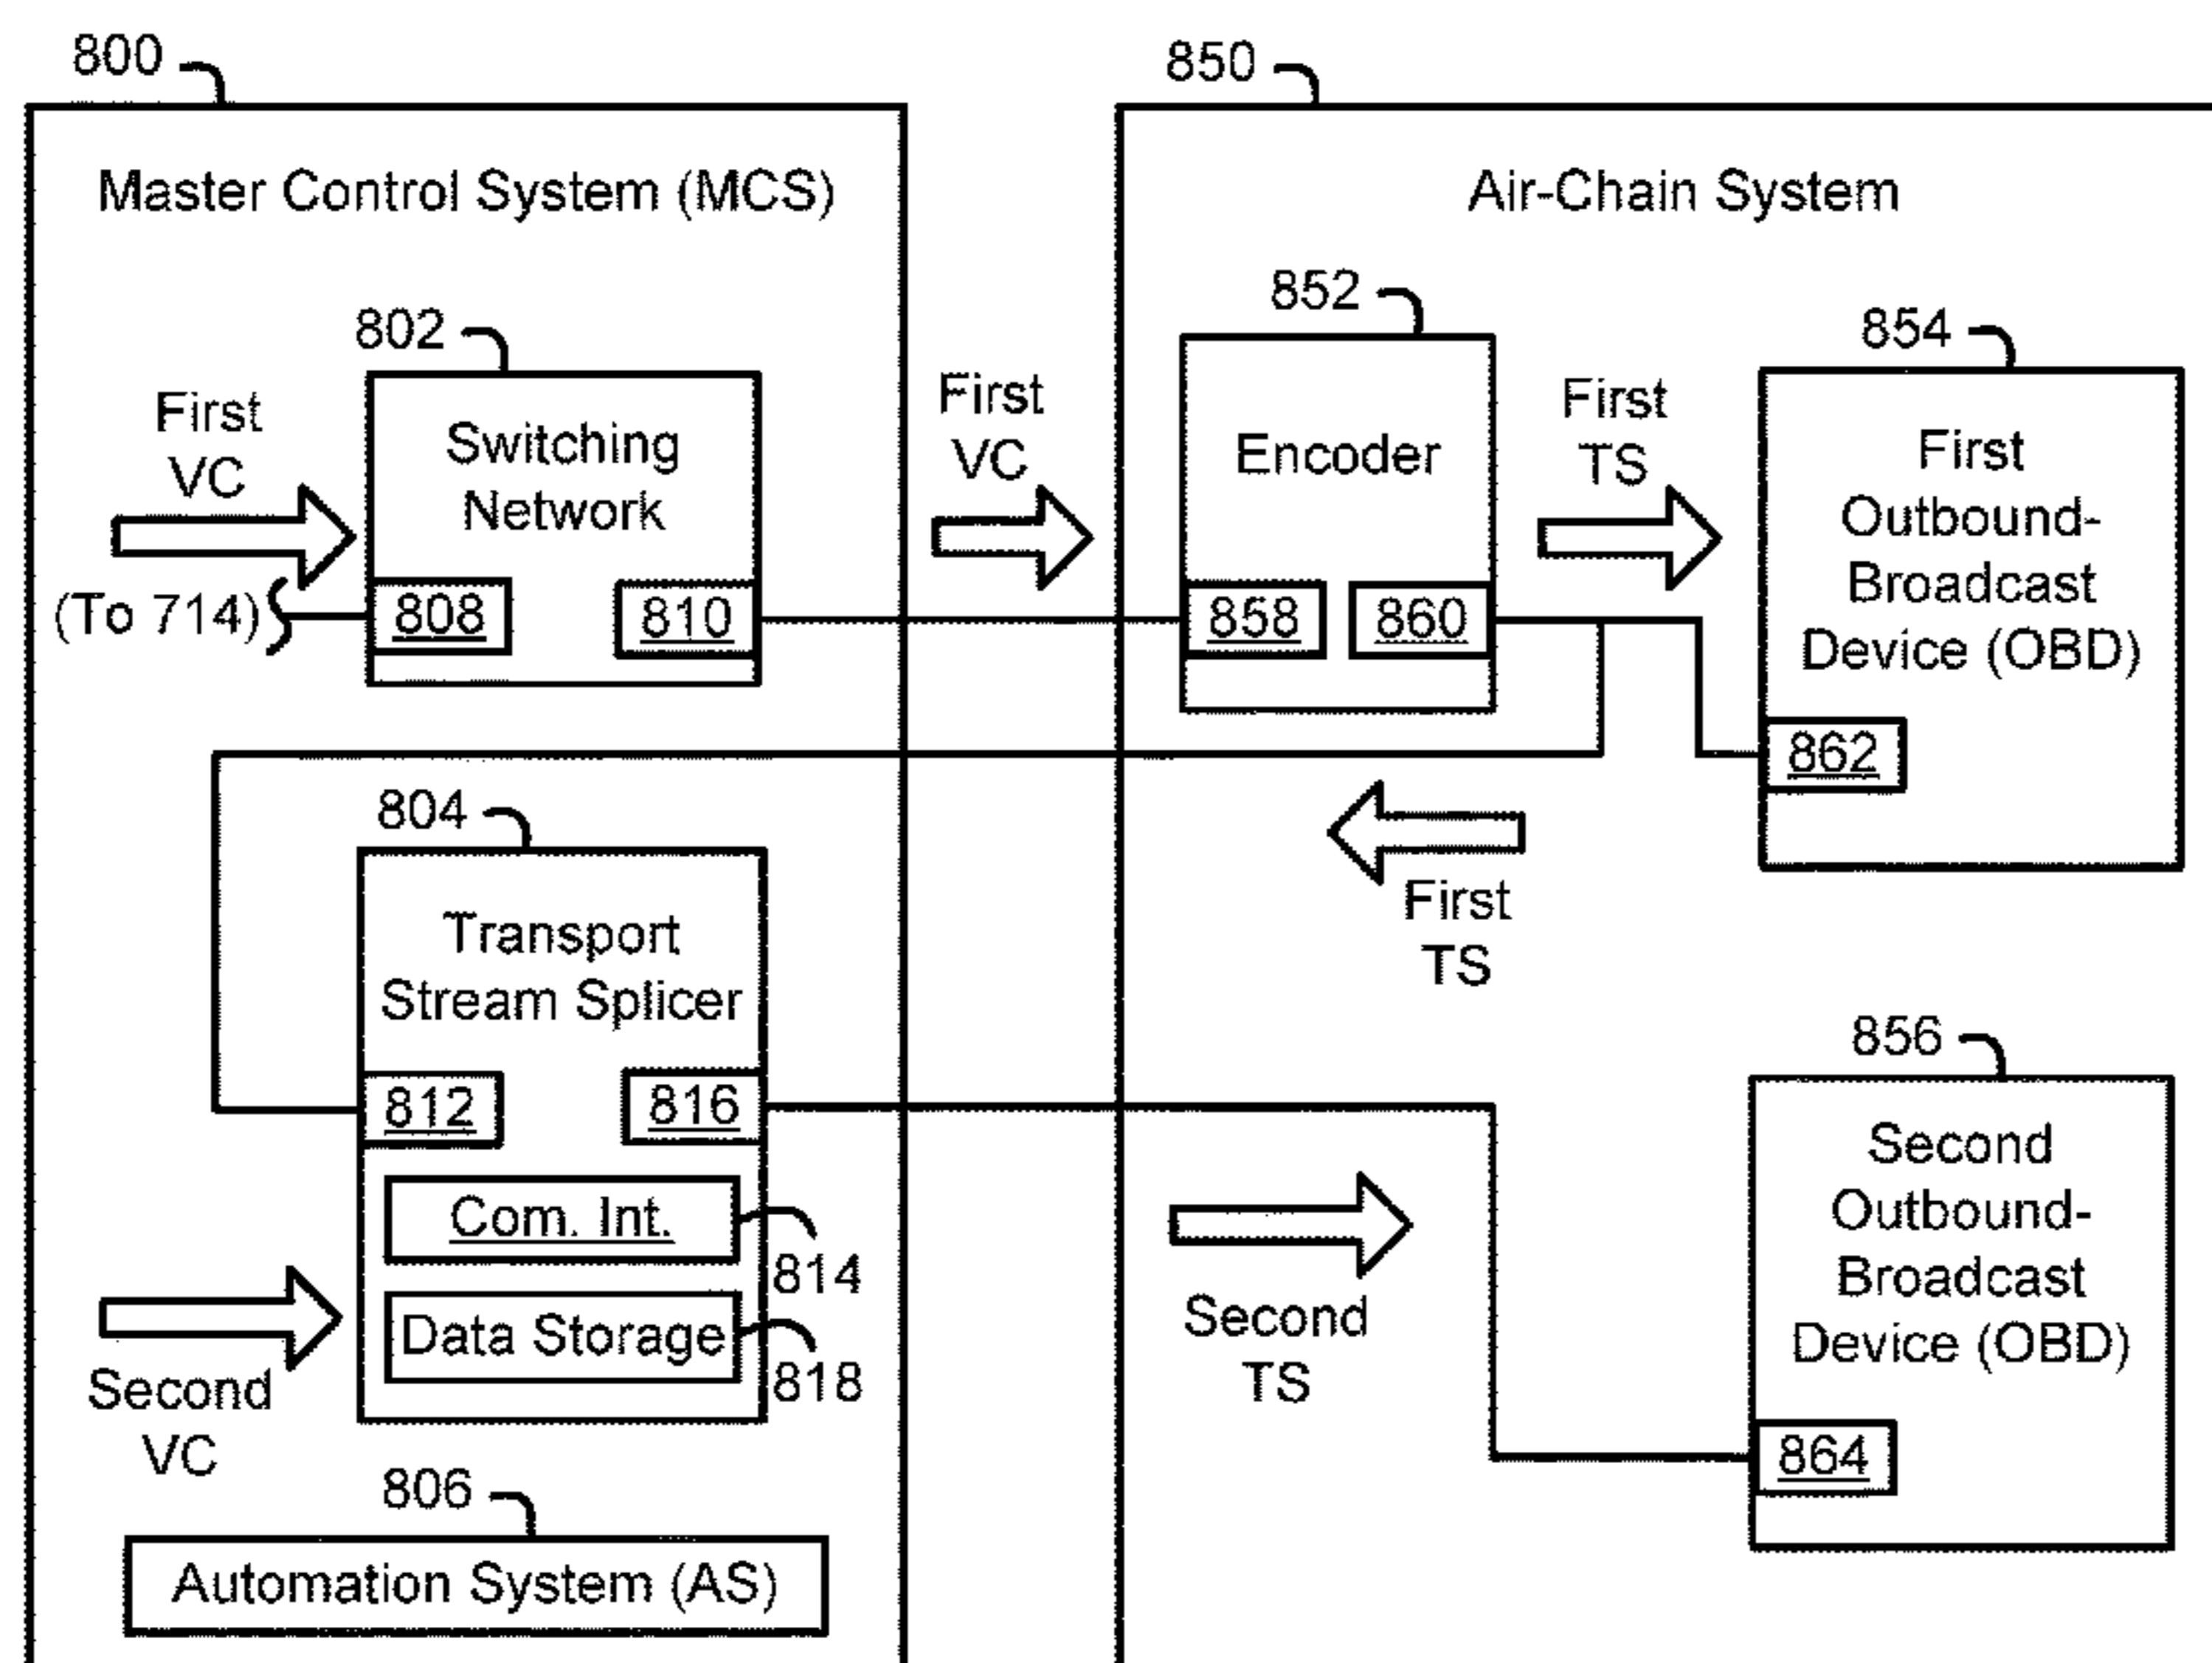 800
850
Master Control System (MCS)
Air-Chain System
802
852
854
First
VC
Switching
Network
First
VC
Encoder
First
TS
First
Outbound-
Broadcast
Device (OBD)
(To 714)
808
810
858
860
862
804
First
TS
Transport
Stream Splicer
812
816
856
Second
Outbound-
Broadcast
Device (OBD)
Com. Int.
814
Data Storage
818
Second
VC
Second
TS
864
806
Automation System (AS)